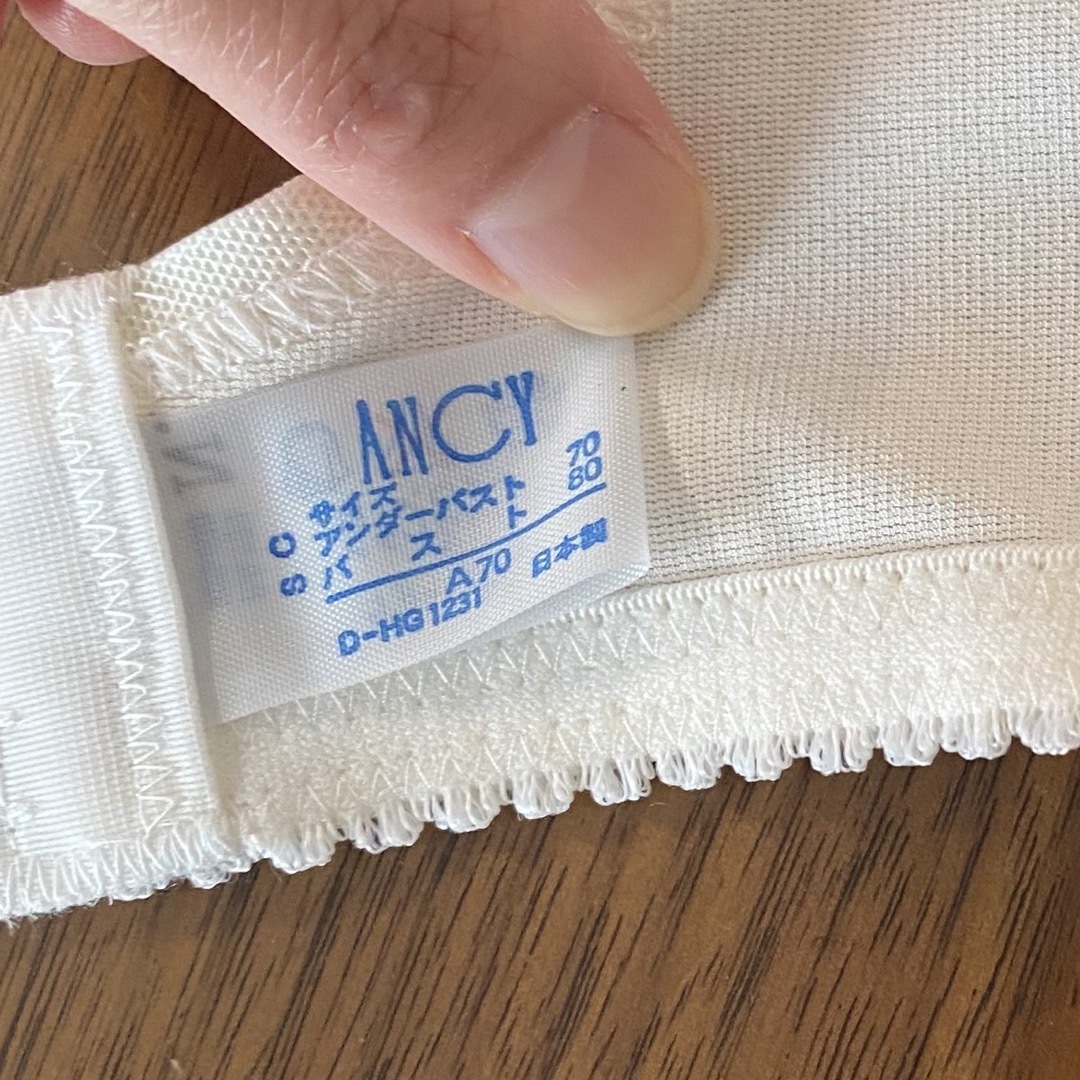 ANCY
サイズ
アンダーバスト 70
バスト 80
A70 日本製
D-HG1231
S C